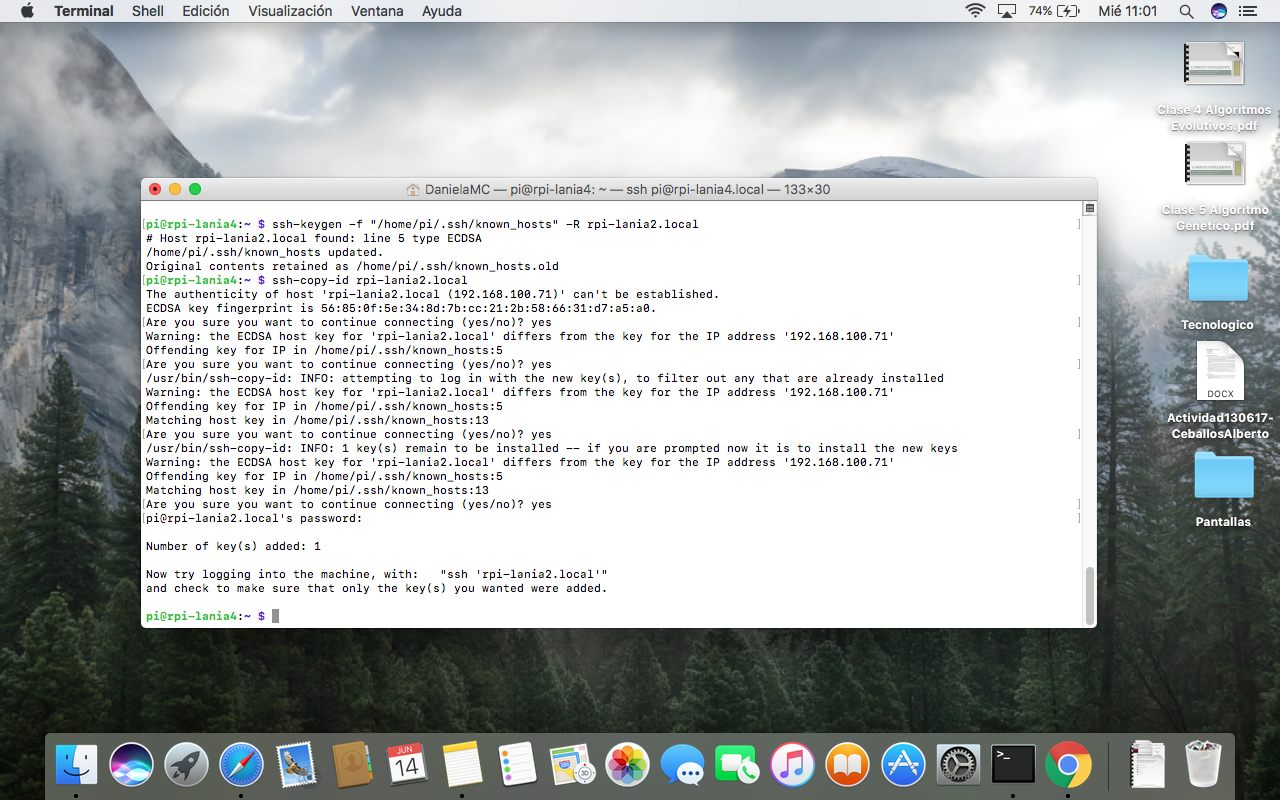 Terminal Shell Edición Visualización Ventana Ayuda 74% Mié 11:01
DanielaMC — pi@rpi-lania4: ~ — ssh pi@rpi-lania4.local — 133×30
[pi@rpi-lania4:~ $ ssh-keygen -f "/home/pi/.ssh/known_hosts" -R rpi-lania2.local ]
# Host rpi-lania2.local found: line 5 type ECDSA
/home/pi/.ssh/known_hosts updated.
Original contents retained as /home/pi/.ssh/known_hosts.old
[pi@rpi-lania4:~ $ ssh-copy-id rpi-lania2.local ]
The authenticity of host 'rpi-lania2.local (192.168.100.71)' can't be established.
ECDSA key fingerprint is 56:85:0f:5e:34:8d:7b:cc:21:2b:58:66:31:d7:a5:a0.
[Are you sure you want to continue connecting (yes/no)? yes ]
Warning: the ECDSA host key for 'rpi-lania2.local' differs from the key for the IP address '192.168.100.71'
Offending key for IP in /home/pi/.ssh/known_hosts:5
[Are you sure you want to continue connecting (yes/no)? yes ]
/usr/bin/ssh-copy-id: INFO: attempting to log in with the new key(s), to filter out any that are already installed
Warning: the ECDSA host key for 'rpi-lania2.local' differs from the key for the IP address '192.168.100.71'
Offending key for IP in /home/pi/.ssh/known_hosts:5
Matching host key in /home/pi/.ssh/known_hosts:13
[Are you sure you want to continue connecting (yes/no)? yes ]
/usr/bin/ssh-copy-id: INFO: 1 key(s) remain to be installed -- if you are prompted now it is to install the new keys
Warning: the ECDSA host key for 'rpi-lania2.local' differs from the key for the IP address '192.168.100.71'
Offending key for IP in /home/pi/.ssh/known_hosts:5
Matching host key in /home/pi/.ssh/known_hosts:13
[Are you sure you want to continue connecting (yes/no)? yes ]
[pi@rpi-lania2.local's password: ]
Number of key(s) added: 1
Now try logging into the machine, with:   "ssh 'rpi-lania2.local'"
and check to make sure that only the key(s) you wanted were added.
pi@rpi-lania4:~ $
Clase 4 Algoritmos
Evolutivos.pdf
Clase 5 Algoritmo
Genetico.pdf
Tecnologico
DOCX
Actividad130617-
CeballosAlberto
Pantallas
JUN
14
3D
>_